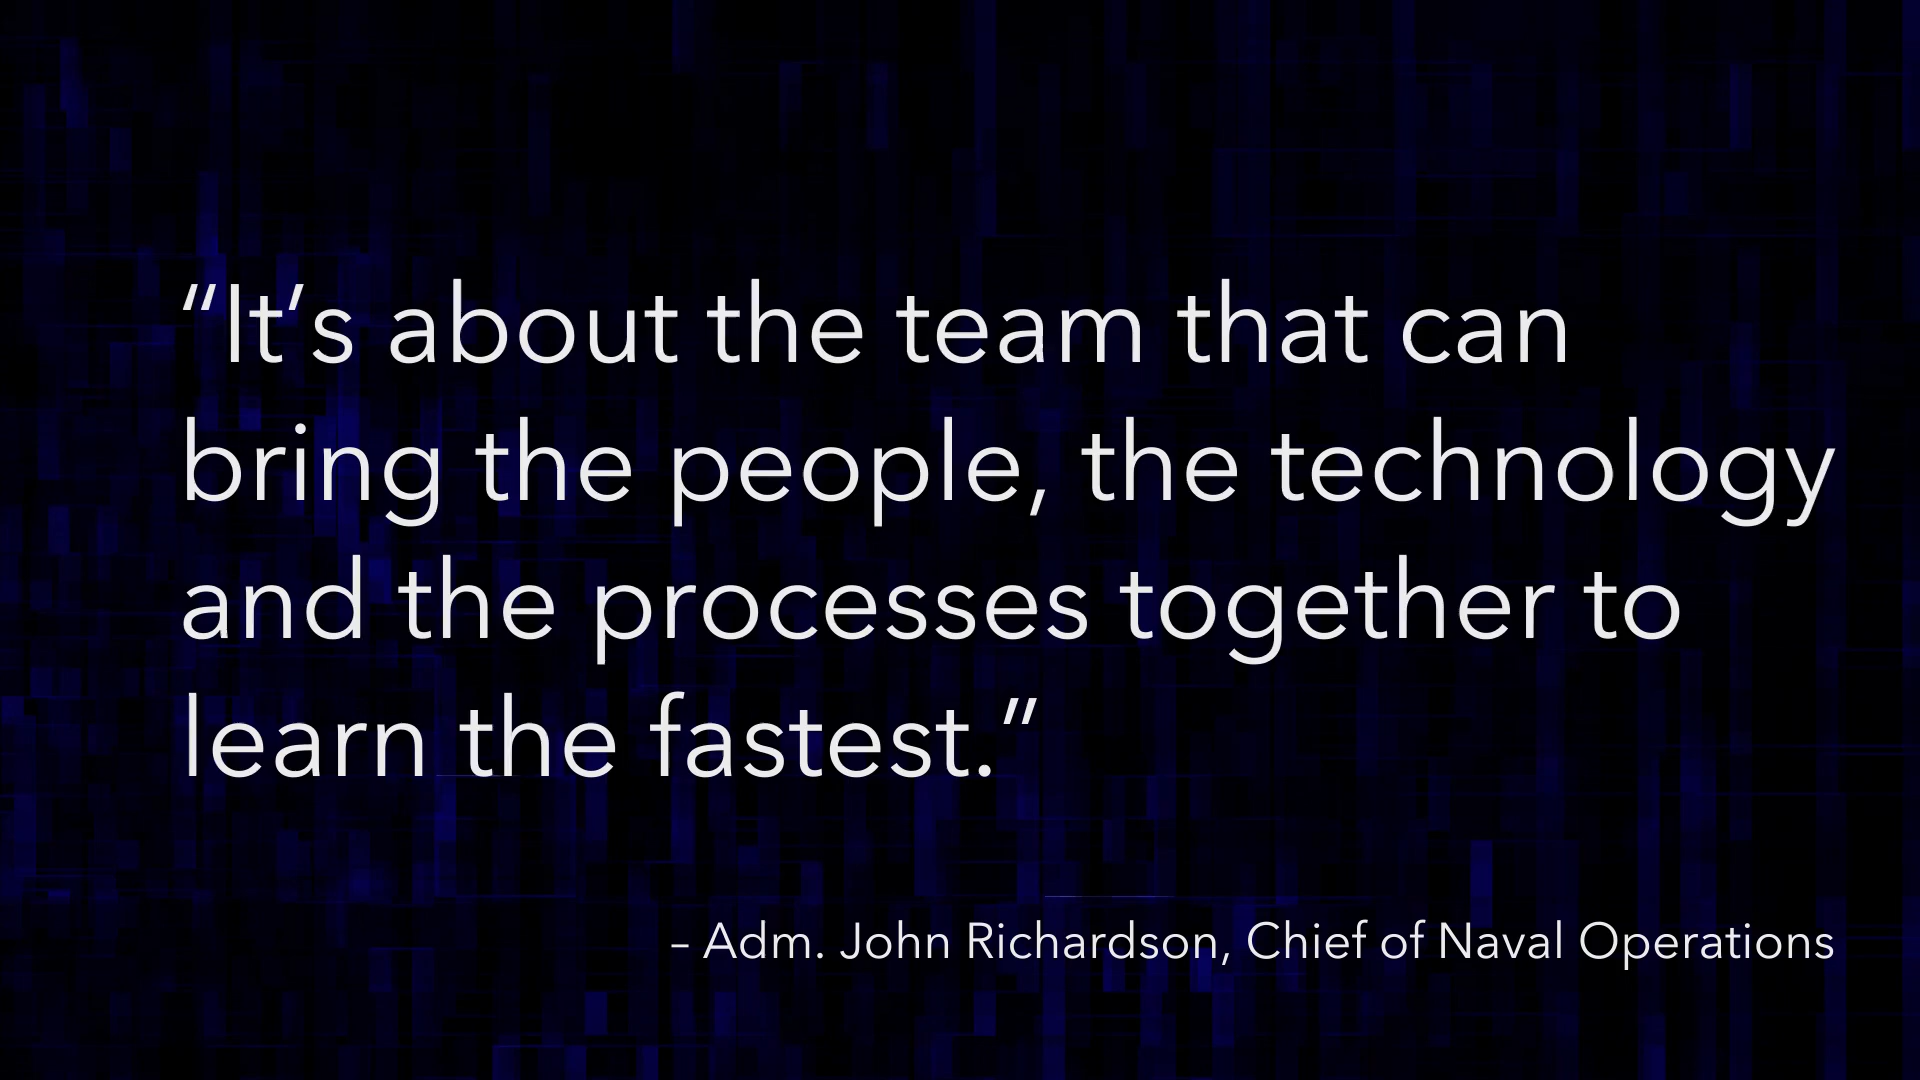 “It’s about the team that can
bring the people, the technology
and the processes together to
learn the fastest.”
– Adm. John Richardson, Chief of Naval Operations